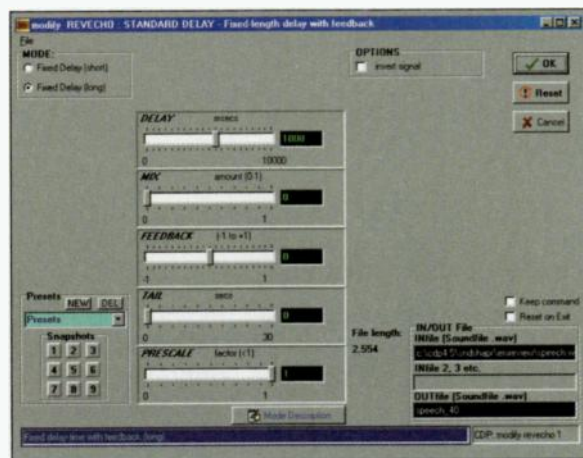 modify REVECHO : STANDARD DELAY - Fixed-length delay with feedback
File
MODE:
Fixed Delay (short)
Fixed Delay (long)
OPTIONS
invert signal
OK
Reset
Cancel
DELAY msecs
1000
0 10000
MIX amount (0.1)
0
0 1
FEEDBACK (-1 to +1)
0
-1 1
TAIL secs
0
0 30
PRESCALE factor (<1)
1
0 1
Presets NEW DEL
Presets
Snapshots
1 2 3
4 5 6
7 8 9
Keep command
Reset on Exit
File length:
2.554
IN/OUT File
INfile (Soundfile .wav)
INfile 2, 3 etc.
OUTfile (Soundfile .wav)
speech_40
Mode Description
Fixed delay-time with feedback (long)
CDP: modify revecho 1